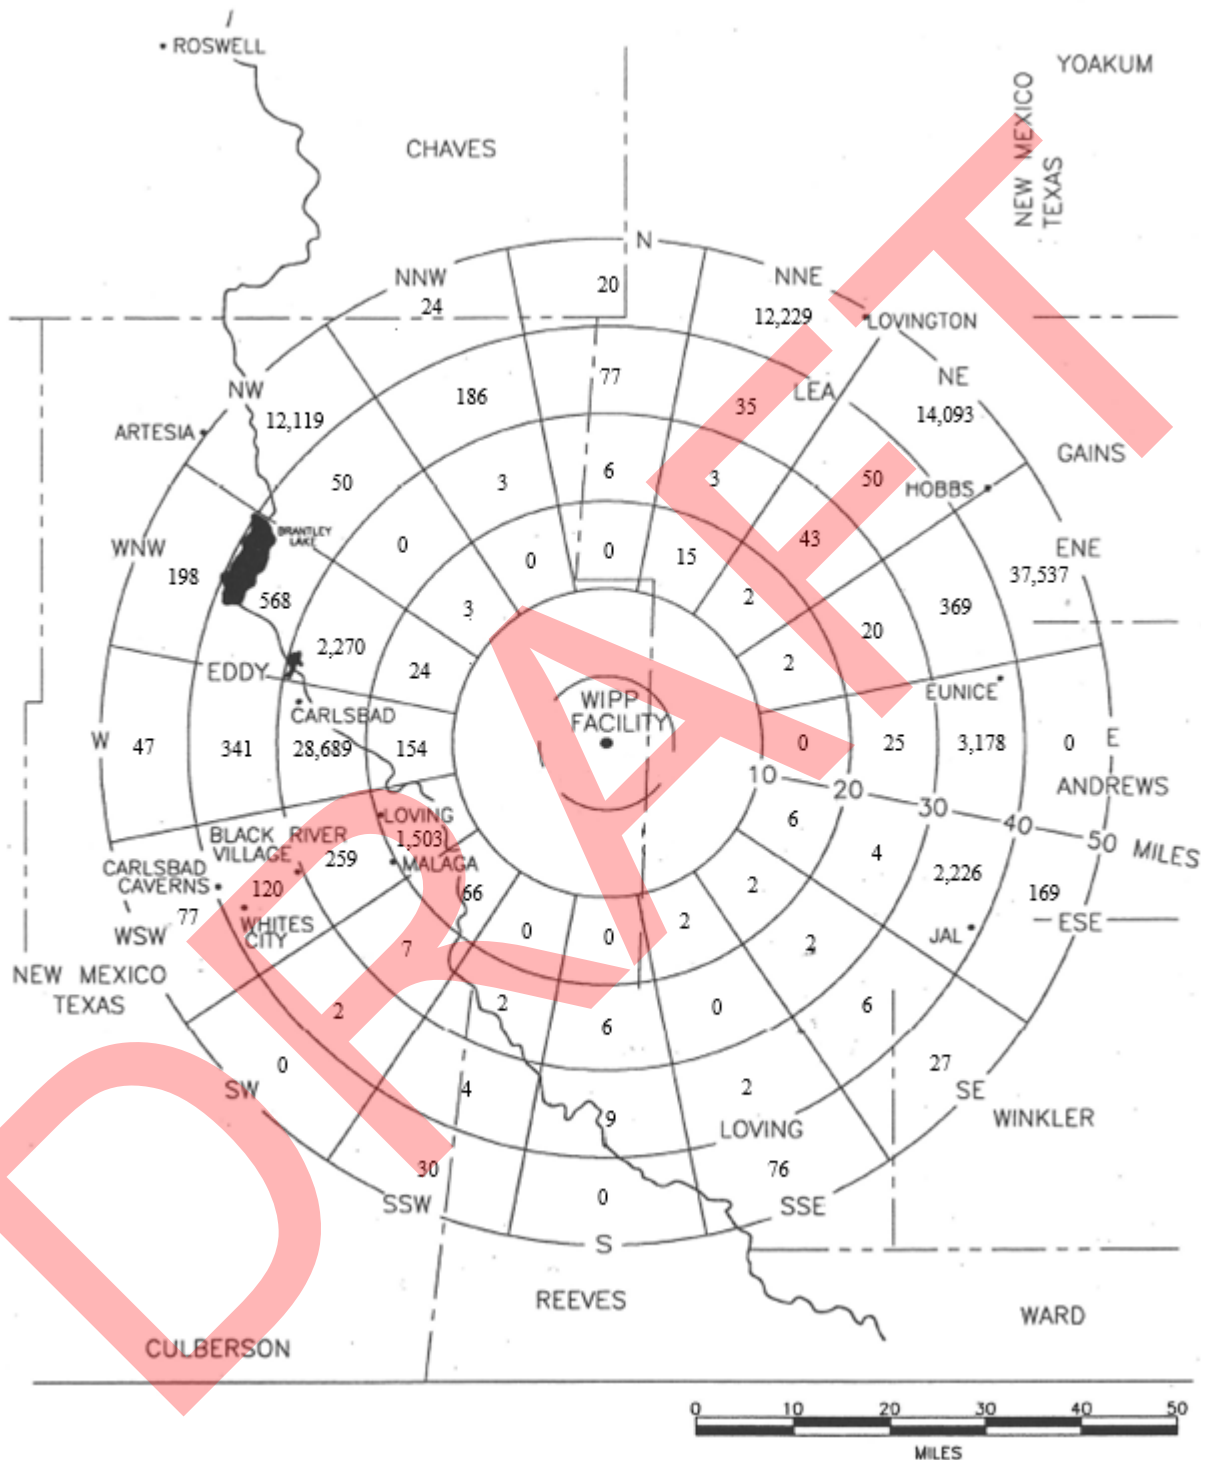 ROSWELL
YOAKUM
NEW MEXICO
TEXAS
CHAVES
N
NNW
NNE
20
24
12,229
LOVINGTON
77
NE
NW
186
LEA
35
12,119
14,093
ARTESIA
GAINS
50
3
6
3
50
HOBBS
BRANTLEY
LAKE
0
43
WNW
0
0
15
ENE
198
37,537
568
3
2
369
2,270
20
24
2
EDDY
EUNICE
WIPP
FACILITY
CARLSBAD
W
47
341
28,689
154
0
25
3,178
0
E
10
20
30
40
50
MILES
ANDREWS
LOVING
BLACK RIVER
VILLAGE
1,503
6
259
MALAGA
4
CARLSBAD
CAVERNS
120
66
2
2,226
169
77
WHITES
CITY
WSW
0
0
2
JAL
ESE
7
2
NEW MEXICO
TEXAS
2
2
6
0
6
0
27
SW
4
9
2
SE
LOVING
WINKLER
30
0
76
SSW
SSE
S
REEVES
WARD
CULBERSON
0
10
20
30
40
50
MILES
DRAFT